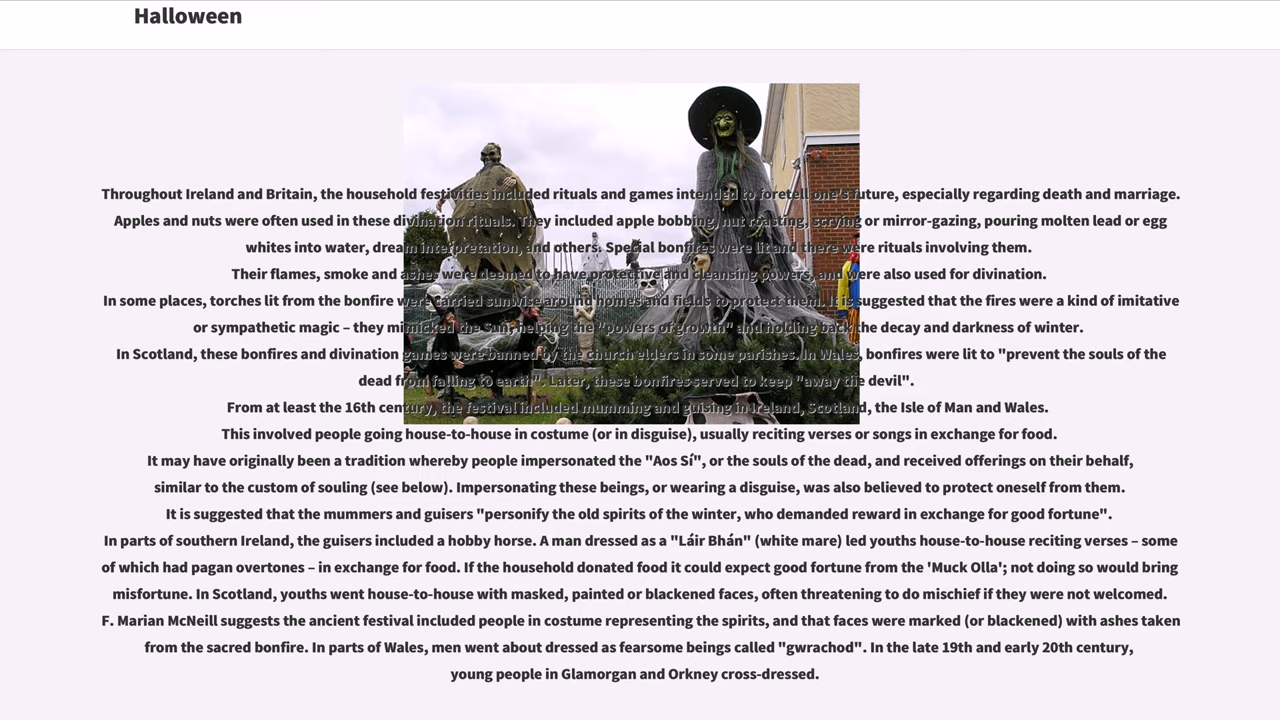 Halloween
Throughout Ireland and Britain, the household festivities included rituals and games intended to foretell one's future, especially regarding death and marriage.
Apples and nuts were often used in these divination rituals. They included apple bobbing, nut roasting, scrying or mirror-gazing, pouring molten lead or egg
whites into water, dream interpretation, and others. Special bonfires were lit and there were rituals involving them.
Their flames, smoke and ashes were deemed to have protective and cleansing powers, and were also used for divination.
In some places, torches lit from the bonfire were carried sunwise around homes and fields to protect them. It is suggested that the fires were a kind of imitative
or sympathetic magic – they mimicked the Sun, helping the "powers of growth" and holding back the decay and darkness of winter.
In Scotland, these bonfires and divination games were banned by the church elders in some parishes. In Wales, bonfires were lit to "prevent the souls of the
dead from falling to earth". Later, these bonfires served to keep "away the devil".
From at least the 16th century, the festival included mumming and guising in Ireland, Scotland, the Isle of Man and Wales.
This involved people going house-to-house in costume (or in disguise), usually reciting verses or songs in exchange for food.
It may have originally been a tradition whereby people impersonated the "Aos Sí", or the souls of the dead, and received offerings on their behalf,
similar to the custom of souling (see below). Impersonating these beings, or wearing a disguise, was also believed to protect oneself from them.
It is suggested that the mummers and guisers "personify the old spirits of the winter, who demanded reward in exchange for good fortune".
In parts of southern Ireland, the guisers included a hobby horse. A man dressed as a "Láir Bhán" (white mare) led youths house-to-house reciting verses – some
of which had pagan overtones – in exchange for food. If the household donated food it could expect good fortune from the 'Muck Olla'; not doing so would bring
misfortune. In Scotland, youths went house-to-house with masked, painted or blackened faces, often threatening to do mischief if they were not welcomed.
F. Marian McNeill suggests the ancient festival included people in costume representing the spirits, and that faces were marked (or blackened) with ashes taken
from the sacred bonfire. In parts of Wales, men went about dressed as fearsome beings called "gwrachod". In the late 19th and early 20th century,
young people in Glamorgan and Orkney cross-dressed.